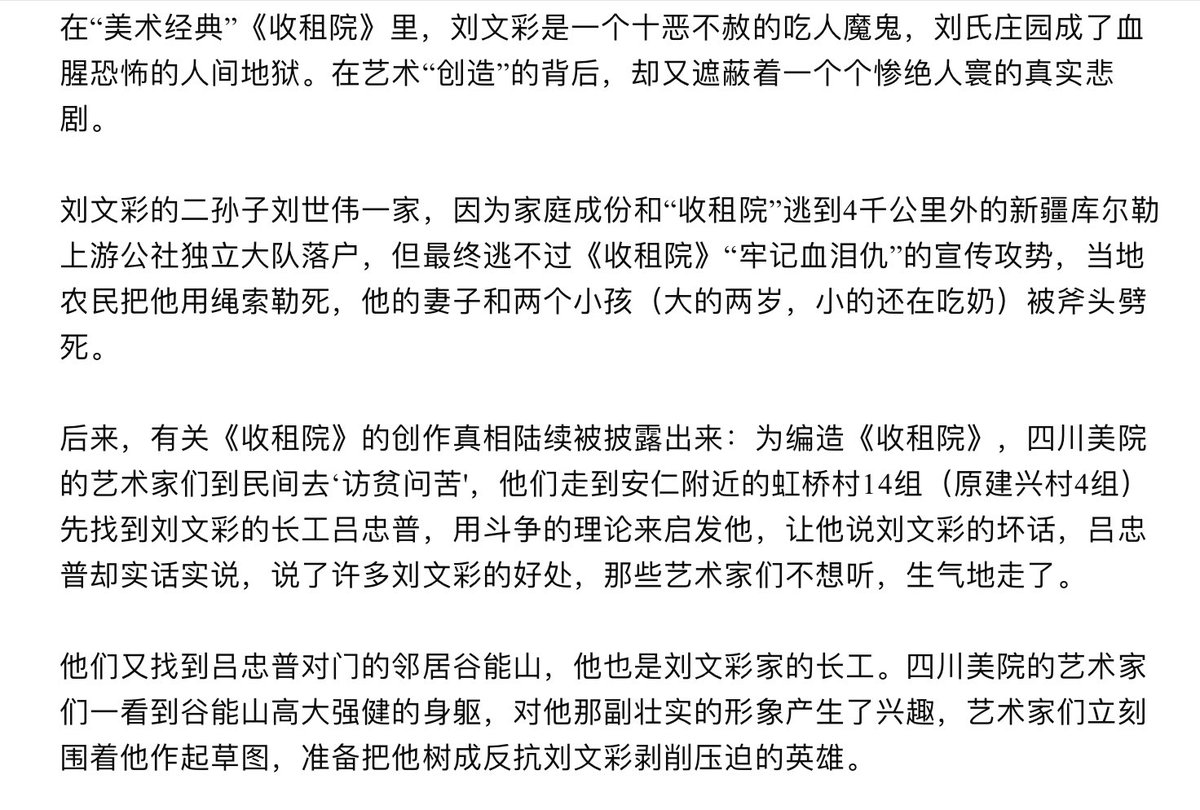 在“美术经典”《收租院》里，刘文彩是一个十恶不赦的吃人魔鬼，刘氏庄园成了血
腥恐怖的人间地狱。在艺术“创造”的背后，却又遮蔽着一个个惨绝人寰的真实悲
剧。
刘文彩的二孙子刘世伟一家，因为家庭成份和“收租院”逃到4千公里外的新疆库尔勒
上游公社独立大队落户，但最终逃不过《收租院》“牢记血泪仇”的宣传攻势，当地
农民把他用绳索勒死，他的妻子和两个小孩（大的两岁，小的还在吃奶）被斧头劈
死。
后来，有关《收租院》的创作真相陆续被披露出来：为编造《收租院》，四川美院
的艺术家们到民间去‘访贫问苦'，他们走到安仁附近的虹桥村14组（原建兴村4组）
先找到刘文彩的长工吕忠普，用斗争的理论来启发他，让他说刘文彩的坏话，吕忠
普却实话实说，说了许多刘文彩的好处，那些艺术家们不想听，生气地走了。
他们又找到吕忠普对门的邻居谷能山，他也是刘文彩家的长工。四川美院的艺术家
们一看到谷能山高大强健的身躯，对他那副壮实的形象产生了兴趣，艺术家们立刻
围着他作起草图，准备把他树成反抗刘文彩剥削压迫的英雄。